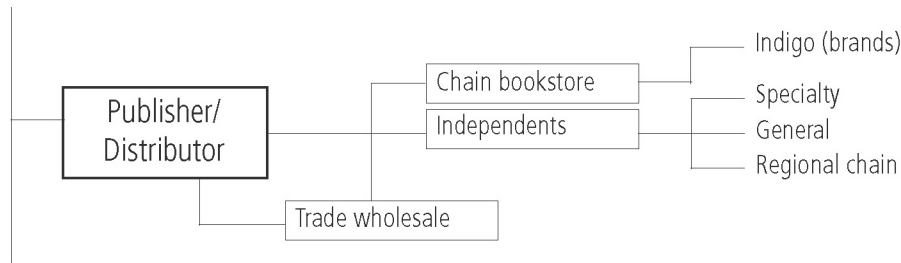 Publisher/
Distributor
Chain bookstore
Independents
Trade wholesale
Indigo (brands)
Specialty
General
Regional chain